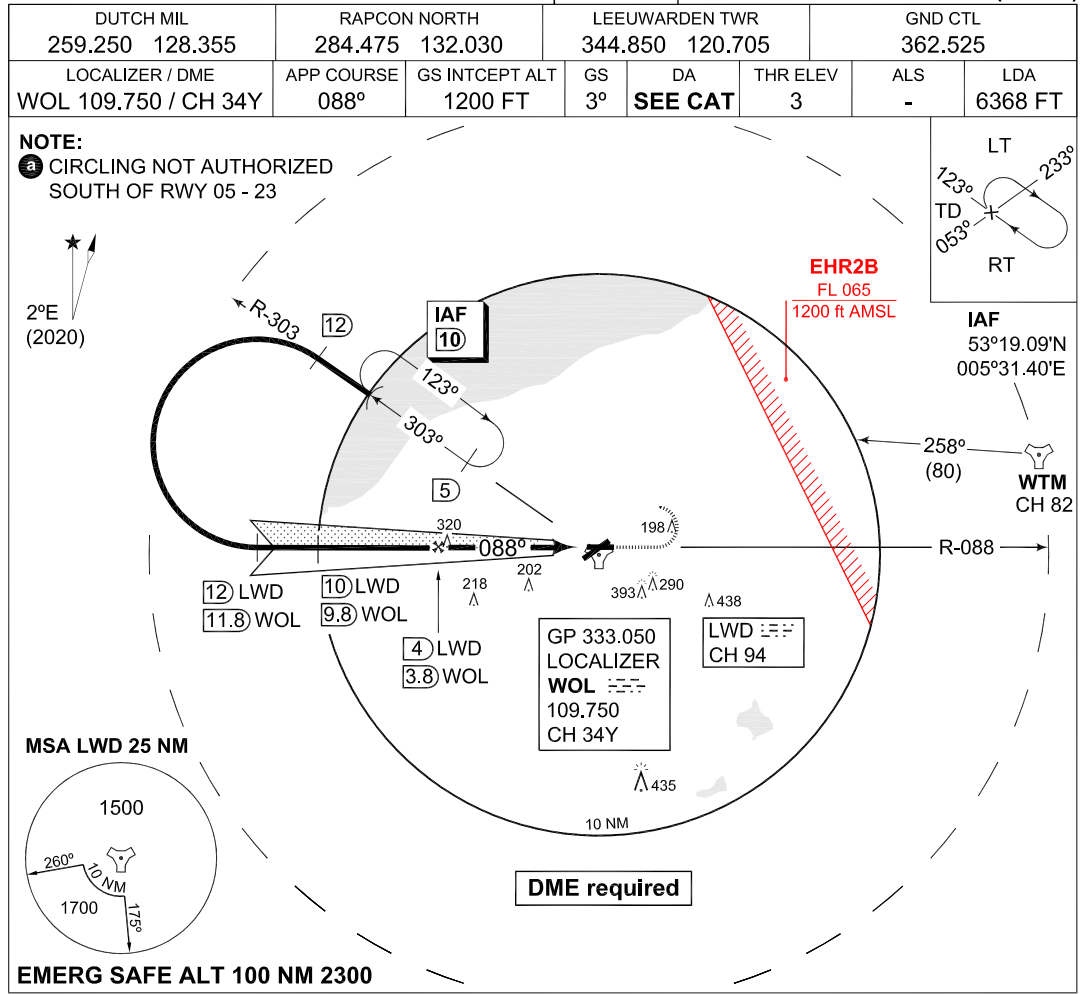 DUTCH MIL
259.250 128.355
RAPCON NORTH
284.475 132.030
LEEUWARDEN TWR
344.850 120.705
GND CTL
362.525
LOCALIZER / DME
WOL 109.750 / CH 34Y
APP COURSE
088º
GS INTCEPT ALT
1200 FT
GS
3º
DA
SEE CAT
THR ELEV
3
ALS
-
LDA
6368 FT
NOTE:
a CIRCLING NOT AUTHORIZED
SOUTH OF RWY 05 - 23
2ºE
(2020)
LT
123º
233º
TD
053º
RT
EHR2B
FL 065
1200 ft AMSL
IAF
53º19.09'N
005º31.40'E
R-303
12
IAF
10
123º
303º
5
258º
(80)
WTM
CH 82
320
198
088º
R-088
12 LWD
11.8 WOL
10 LWD
9.8 WOL
218
202
393
290
438
4 LWD
3.8 WOL
GP 333.050
LOCALIZER
WOL
109.750
CH 34Y
LWD
CH 94
435
10 NM
MSA LWD 25 NM
1500
260º
10 NM
1700
175º
DME required
EMERG SAFE ALT 100 NM 2300